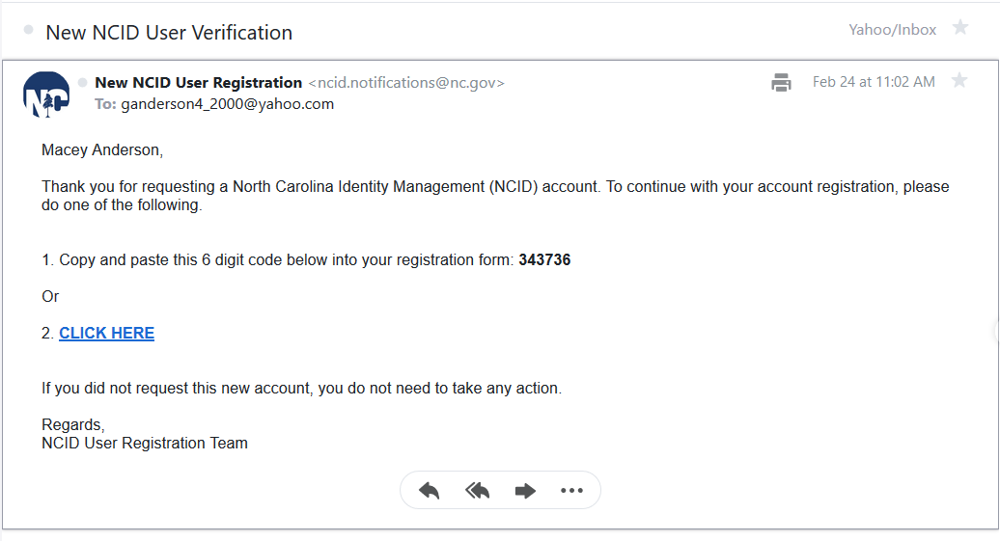 New NCID User Verification
Yahoo/Inbox
NC
New NCID User Registration <ncid.notifications@nc.gov>
Feb 24 at 11:02 AM
To: ganderson4_2000@yahoo.com
Macey Anderson,
Thank you for requesting a North Carolina Identity Management (NCID) account. To continue with your account registration, please
do one of the following.
1. Copy and paste this 6 digit code below into your registration form: 343736
Or
2. CLICK HERE
If you did not request this new account, you do not need to take any action.
Regards,
NCID User Registration Team